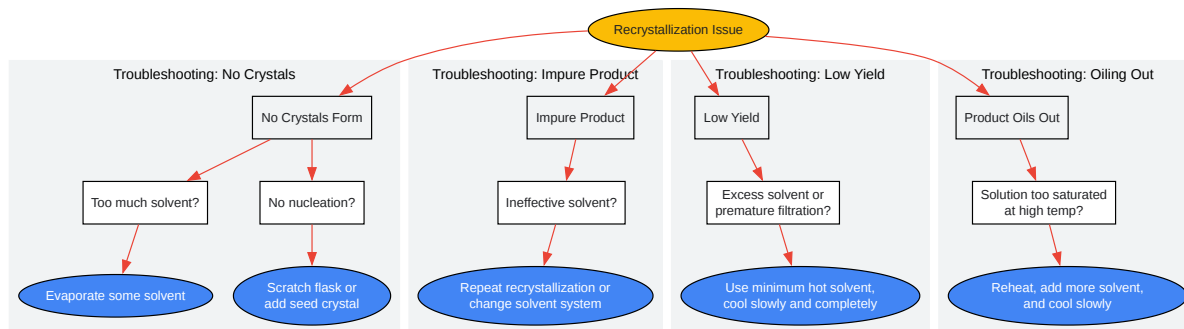 Recrystallization Issue
Troubleshooting: No Crystals
Troubleshooting: Impure Product
Troubleshooting: Low Yield
Troubleshooting: Oiling Out
No Crystals Form
Impure Product
Low Yield
Product Oils Out
Too much solvent?
No nucleation?
Ineffective solvent?
Excess solvent or
premature filtration?
Solution too saturated
at high temp?
Evaporate some solvent
Scratch flask or
add seed crystal
Repeat recrystallization or
change solvent system
Use minimum hot solvent,
cool slowly and completely
Reheat, add more solvent,
and cool slowly